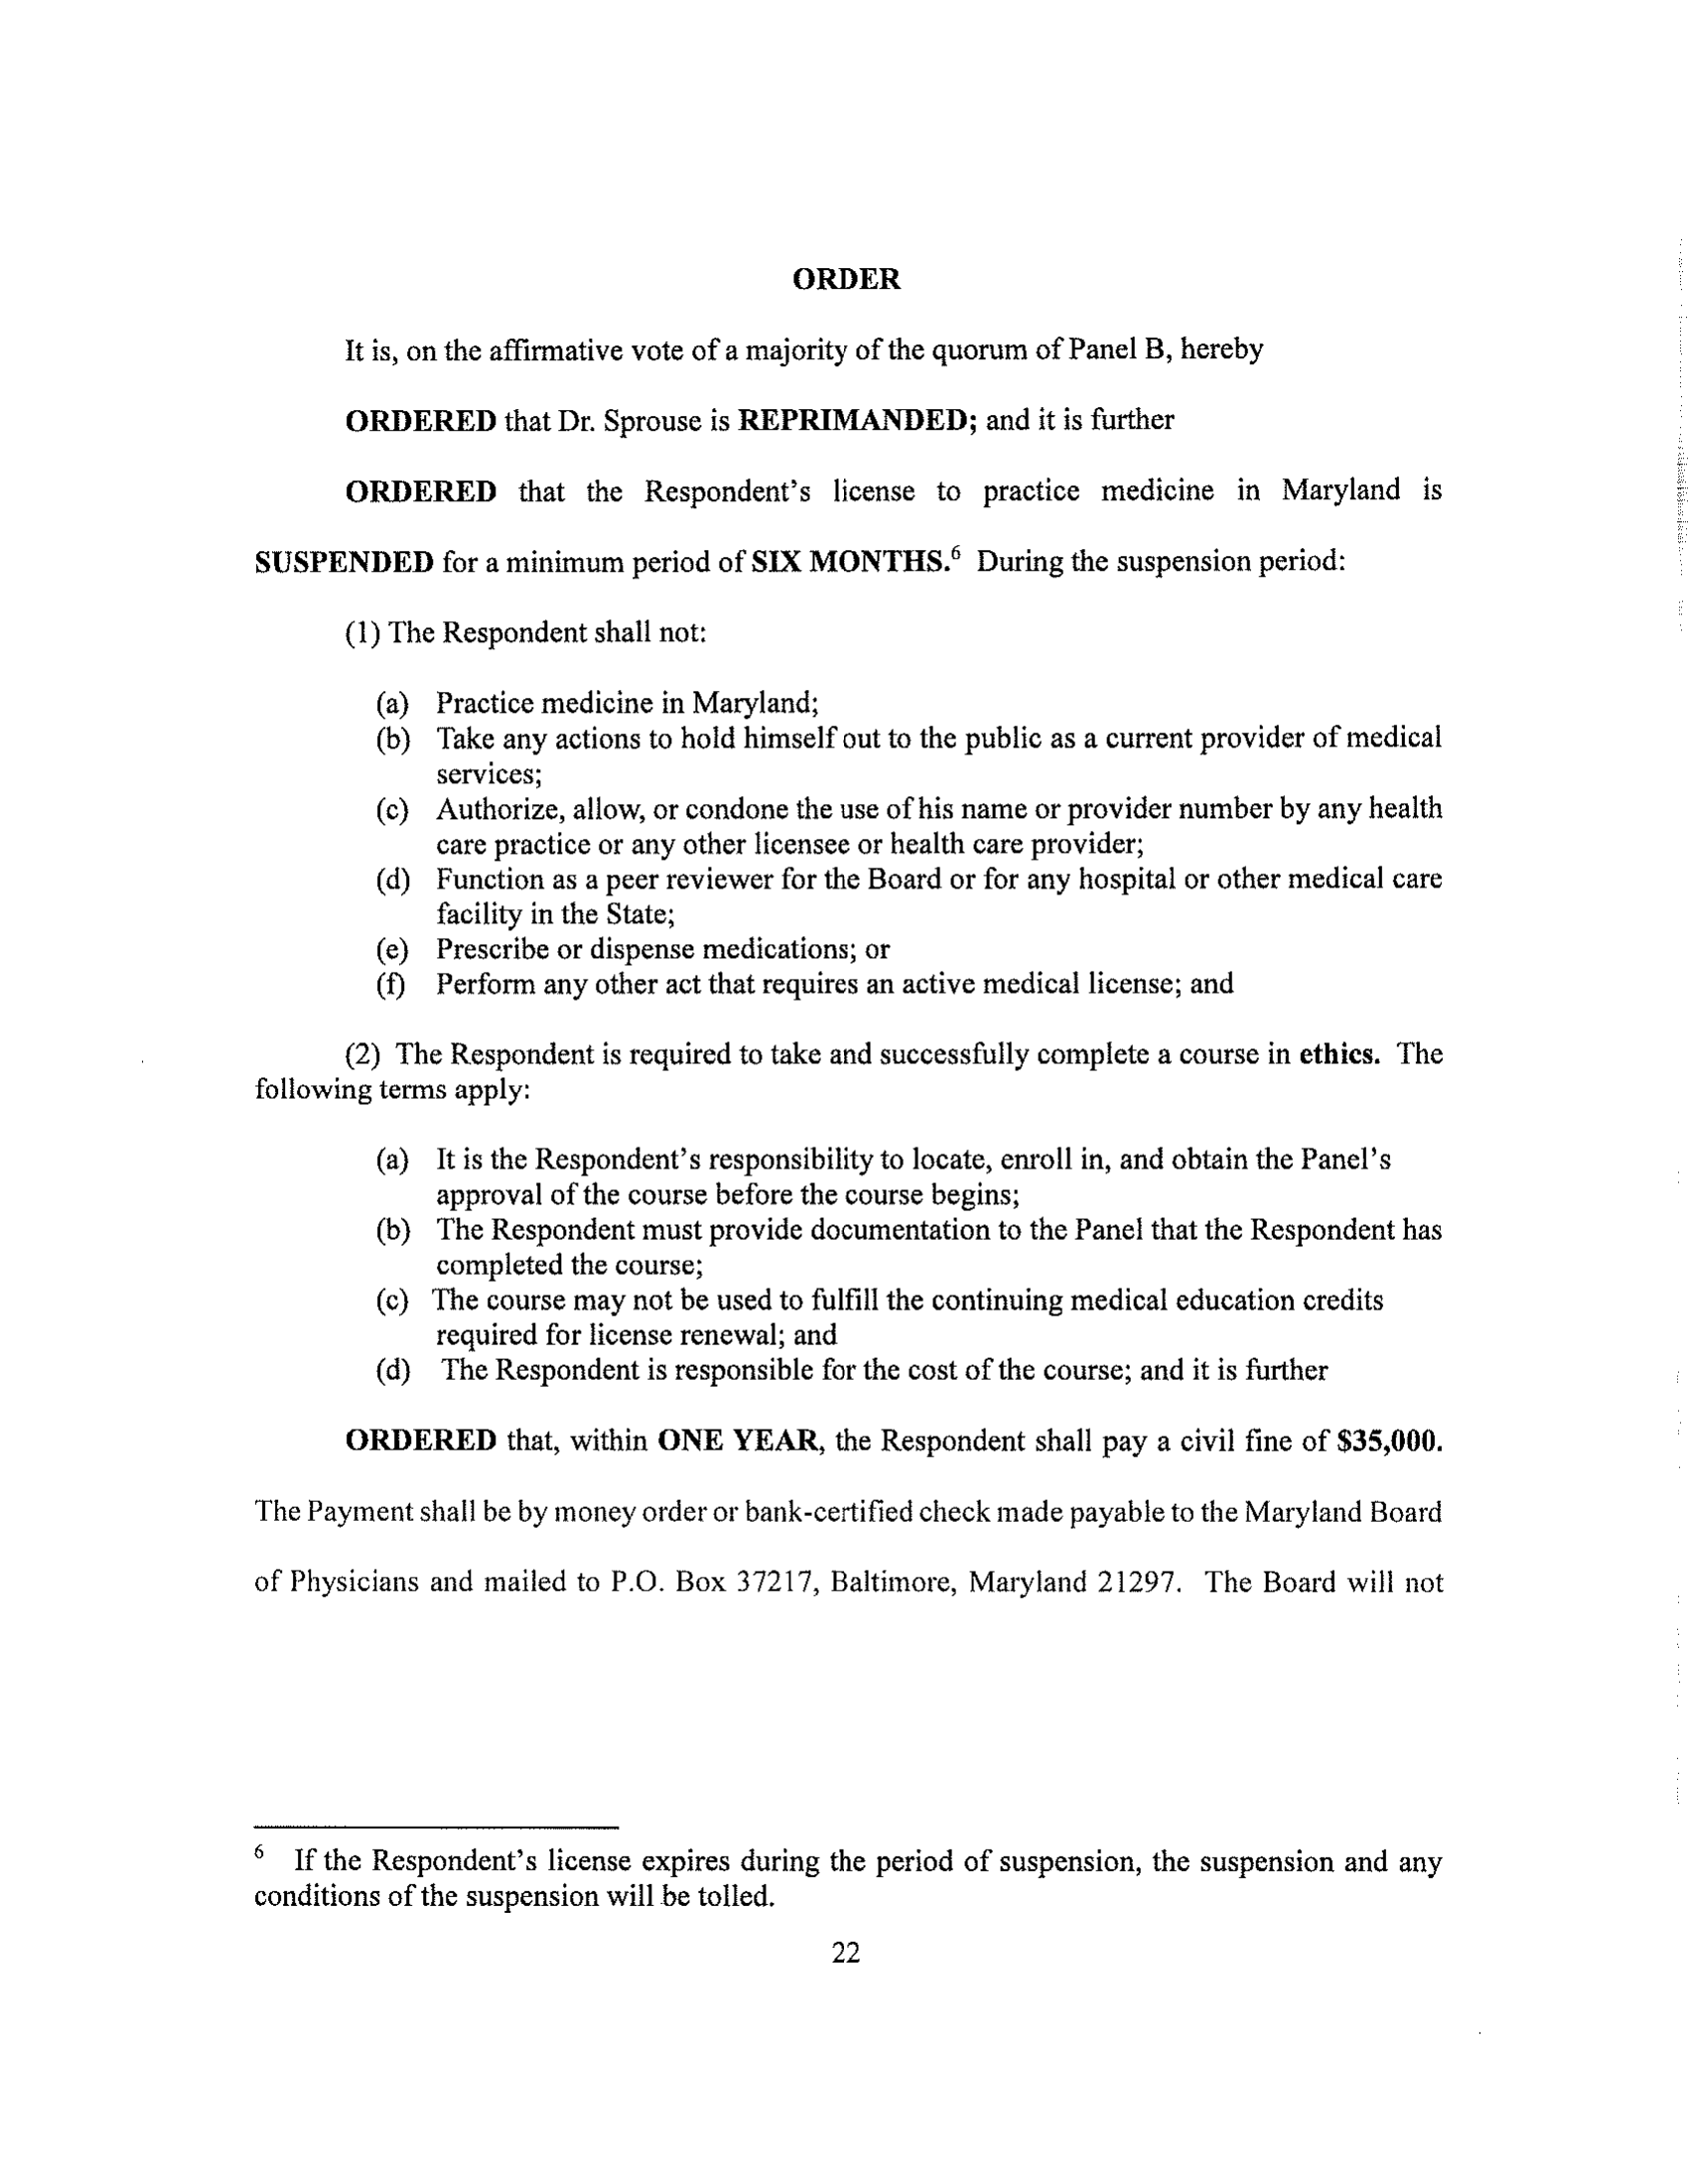 ORDER
It is, on the affirmative vote of a majority of the quorum of Panel B, hereby
ORDERED that Dr. Sprouse is REPRIMANDED; and it is further
ORDERED that the Respondent's license to practice medicine in Maryland is
SUSPENDED for a minimum period of SIX MONTHS.6 During the suspension period:
(1) The Respondent shall not:
(a) Practice medicine in Maryland;
(b) Take any actions to hold himself out to the public as a current provider of medical
services;
(c) Authorize, allow, or condone the use of his name or provider number by any health
care practice or any other licensee or health care provider;
(d) Function as a peer reviewer for the Board or for any hospital or other medical care
facility in the State;
(e) Prescribe or dispense medications; or
(f) Perform any other act that requires an active medical license; and
(2) The Respondent is required to take and successfully complete a course in ethics. The
following terms apply:
(a) It is the Respondent's responsibility to locate, enroll in, and obtain the Panel's
approval of the course before the course begins;
(b) The Respondent must provide documentation to the Panel that the Respondent has
completed the course;
(c) The course may not be used to fulfill the continuing medical education credits
required for license renewal; and
(d) The Respondent is responsible for the cost of the course; and it is further
ORDERED that, within ONE YEAR, the Respondent shall pay a civil fine of $35,000.
The Payment shall be by money order or bank-certified check made payable to the Maryland Board
of Physicians and mailed to P.O. Box 37217, Baltimore, Maryland 21297. The Board will not
6 If the Respondent's license expires during the period of suspension, the suspension and any
conditions of the suspension will be tolled.
22